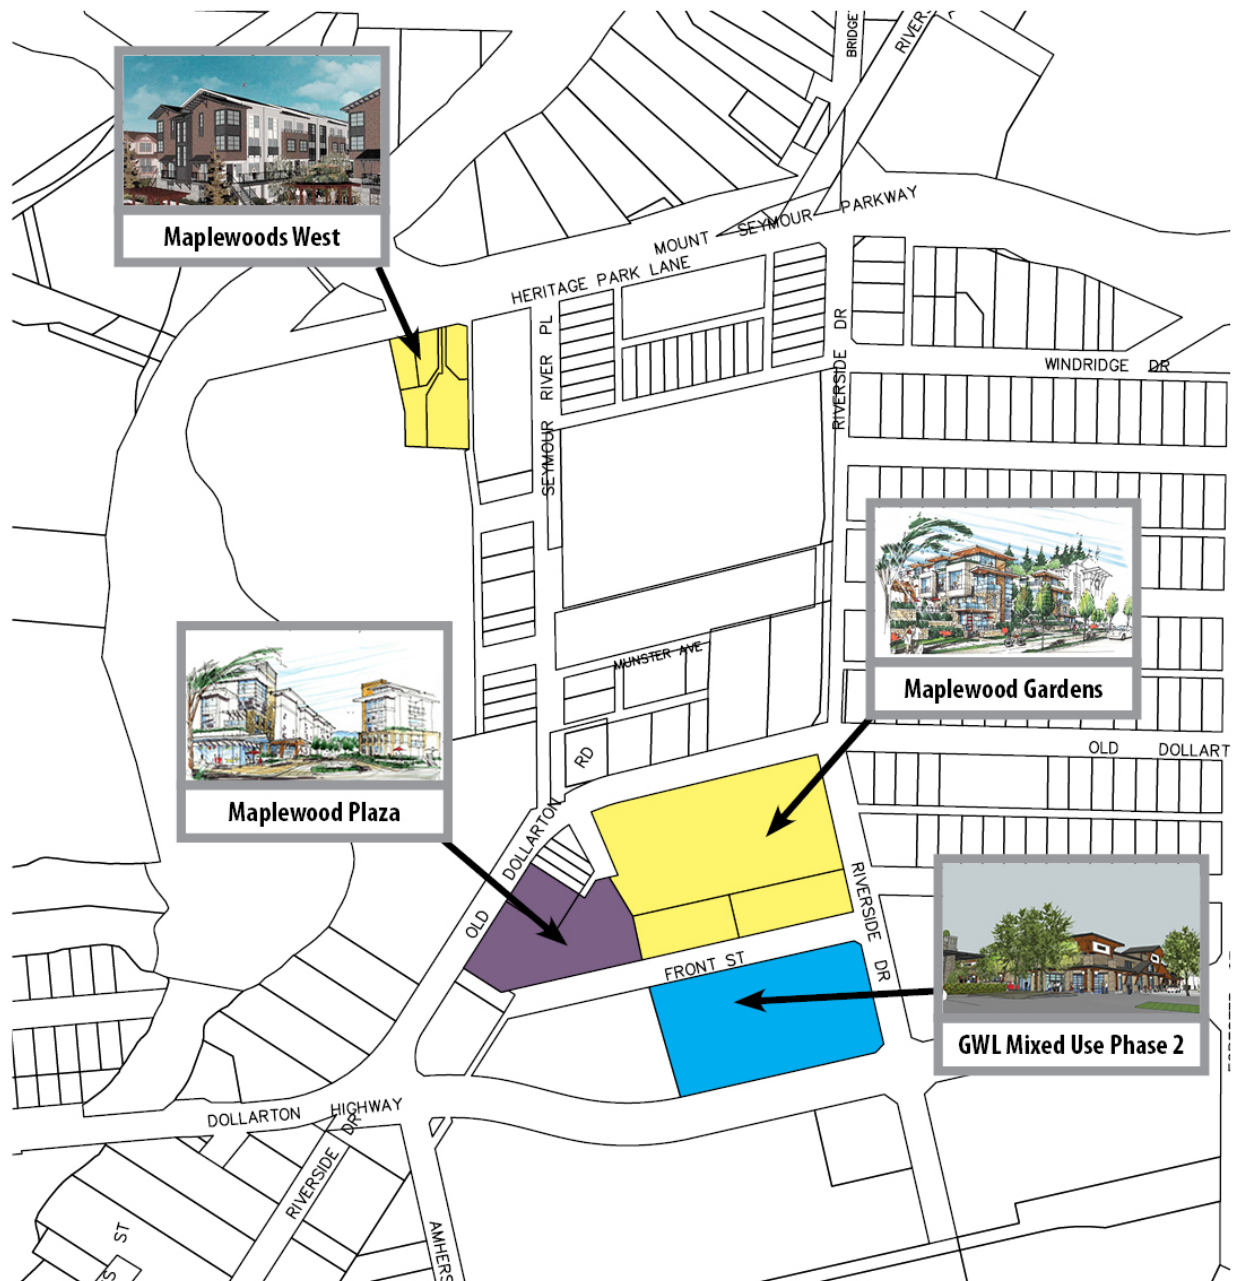 BRIDGE
RIVERS
Maplewoods West
MOUNT SEYMOUR PARKWAY
HERITAGE PARK LANE
SEYMOUR RIVER PL
RIVERSIDE DR
WINDRIDGE DR
MUNSTER AVE
Maplewood Gardens
Maplewood Plaza
OLD DOLLART
OLD DOLLARTON RD
RIVERSIDE DR
FRONT ST
GWL Mixed Use Phase 2
DOLLARTON HIGHWAY
RIVERSIDE DR
AMHERS
ST